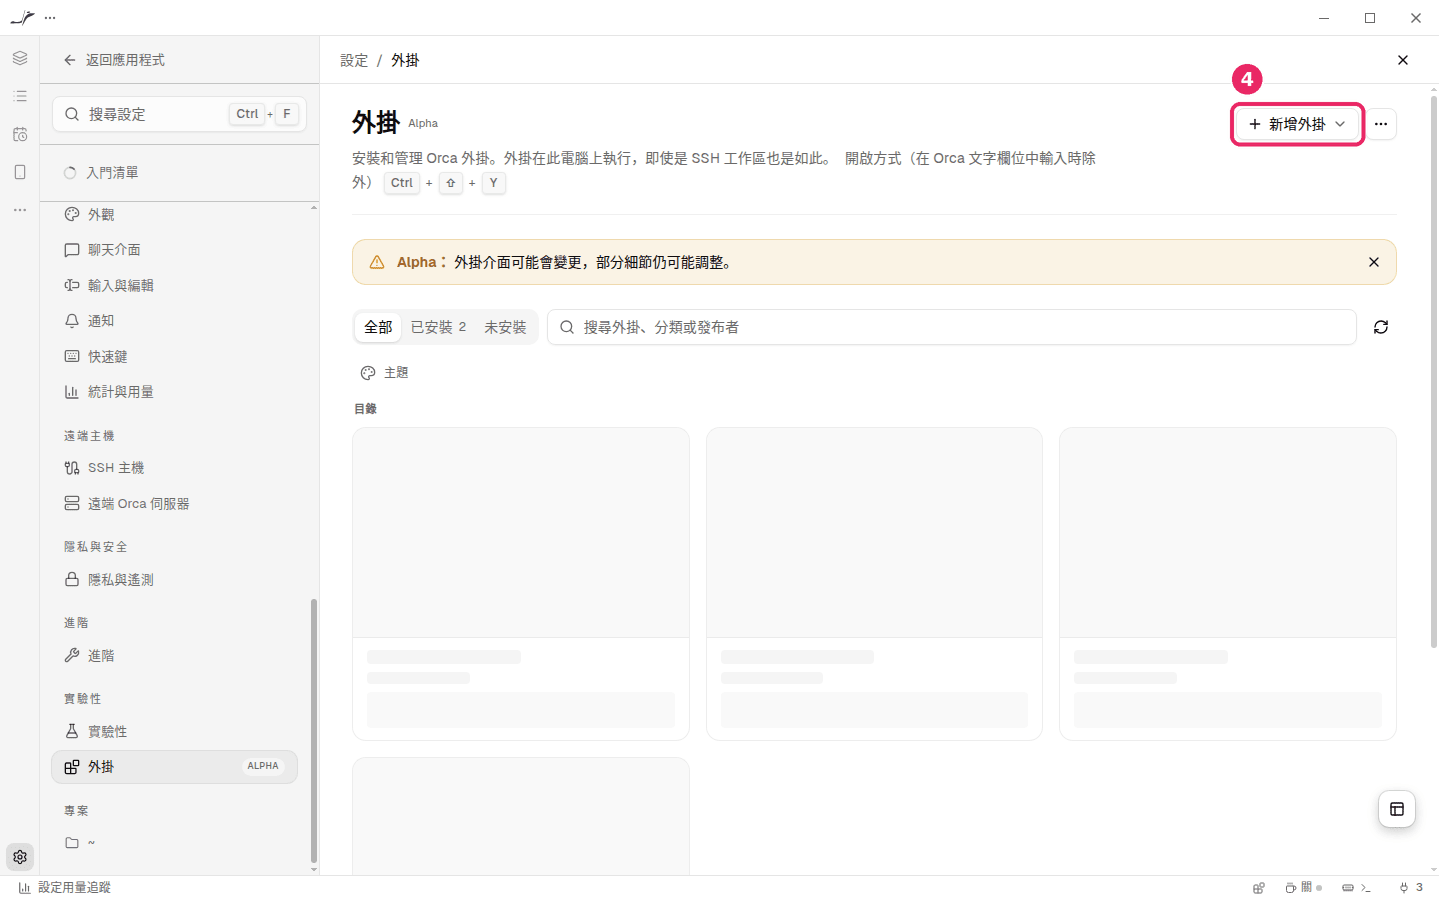 返回應用程式
設定 / 外掛
搜尋設定 Ctrl + F
入門清單
外觀
聊天介面
輸入與編輯
通知
快速鍵
統計與用量
遠端主機
SSH 主機
遠端 Orca 伺服器
隱私與安全
隱私與遙測
進階
進階
實驗性
實驗性
外掛 ALPHA
專案
~
4
外掛 Alpha
新增外掛
安裝和管理 Orca 外掛。外掛在此電腦上執行，即使是 SSH 工作區也是如此。 開啟方式（在 Orca 文字欄位中輸入時除
外） Ctrl + ⇧ + Y
Alpha： 外掛介面可能會變更，部分細節仍可能調整。
全部 已安裝 2 未安裝 搜尋外掛、分類或發布者
主題
目錄
設定用量追蹤
關 3